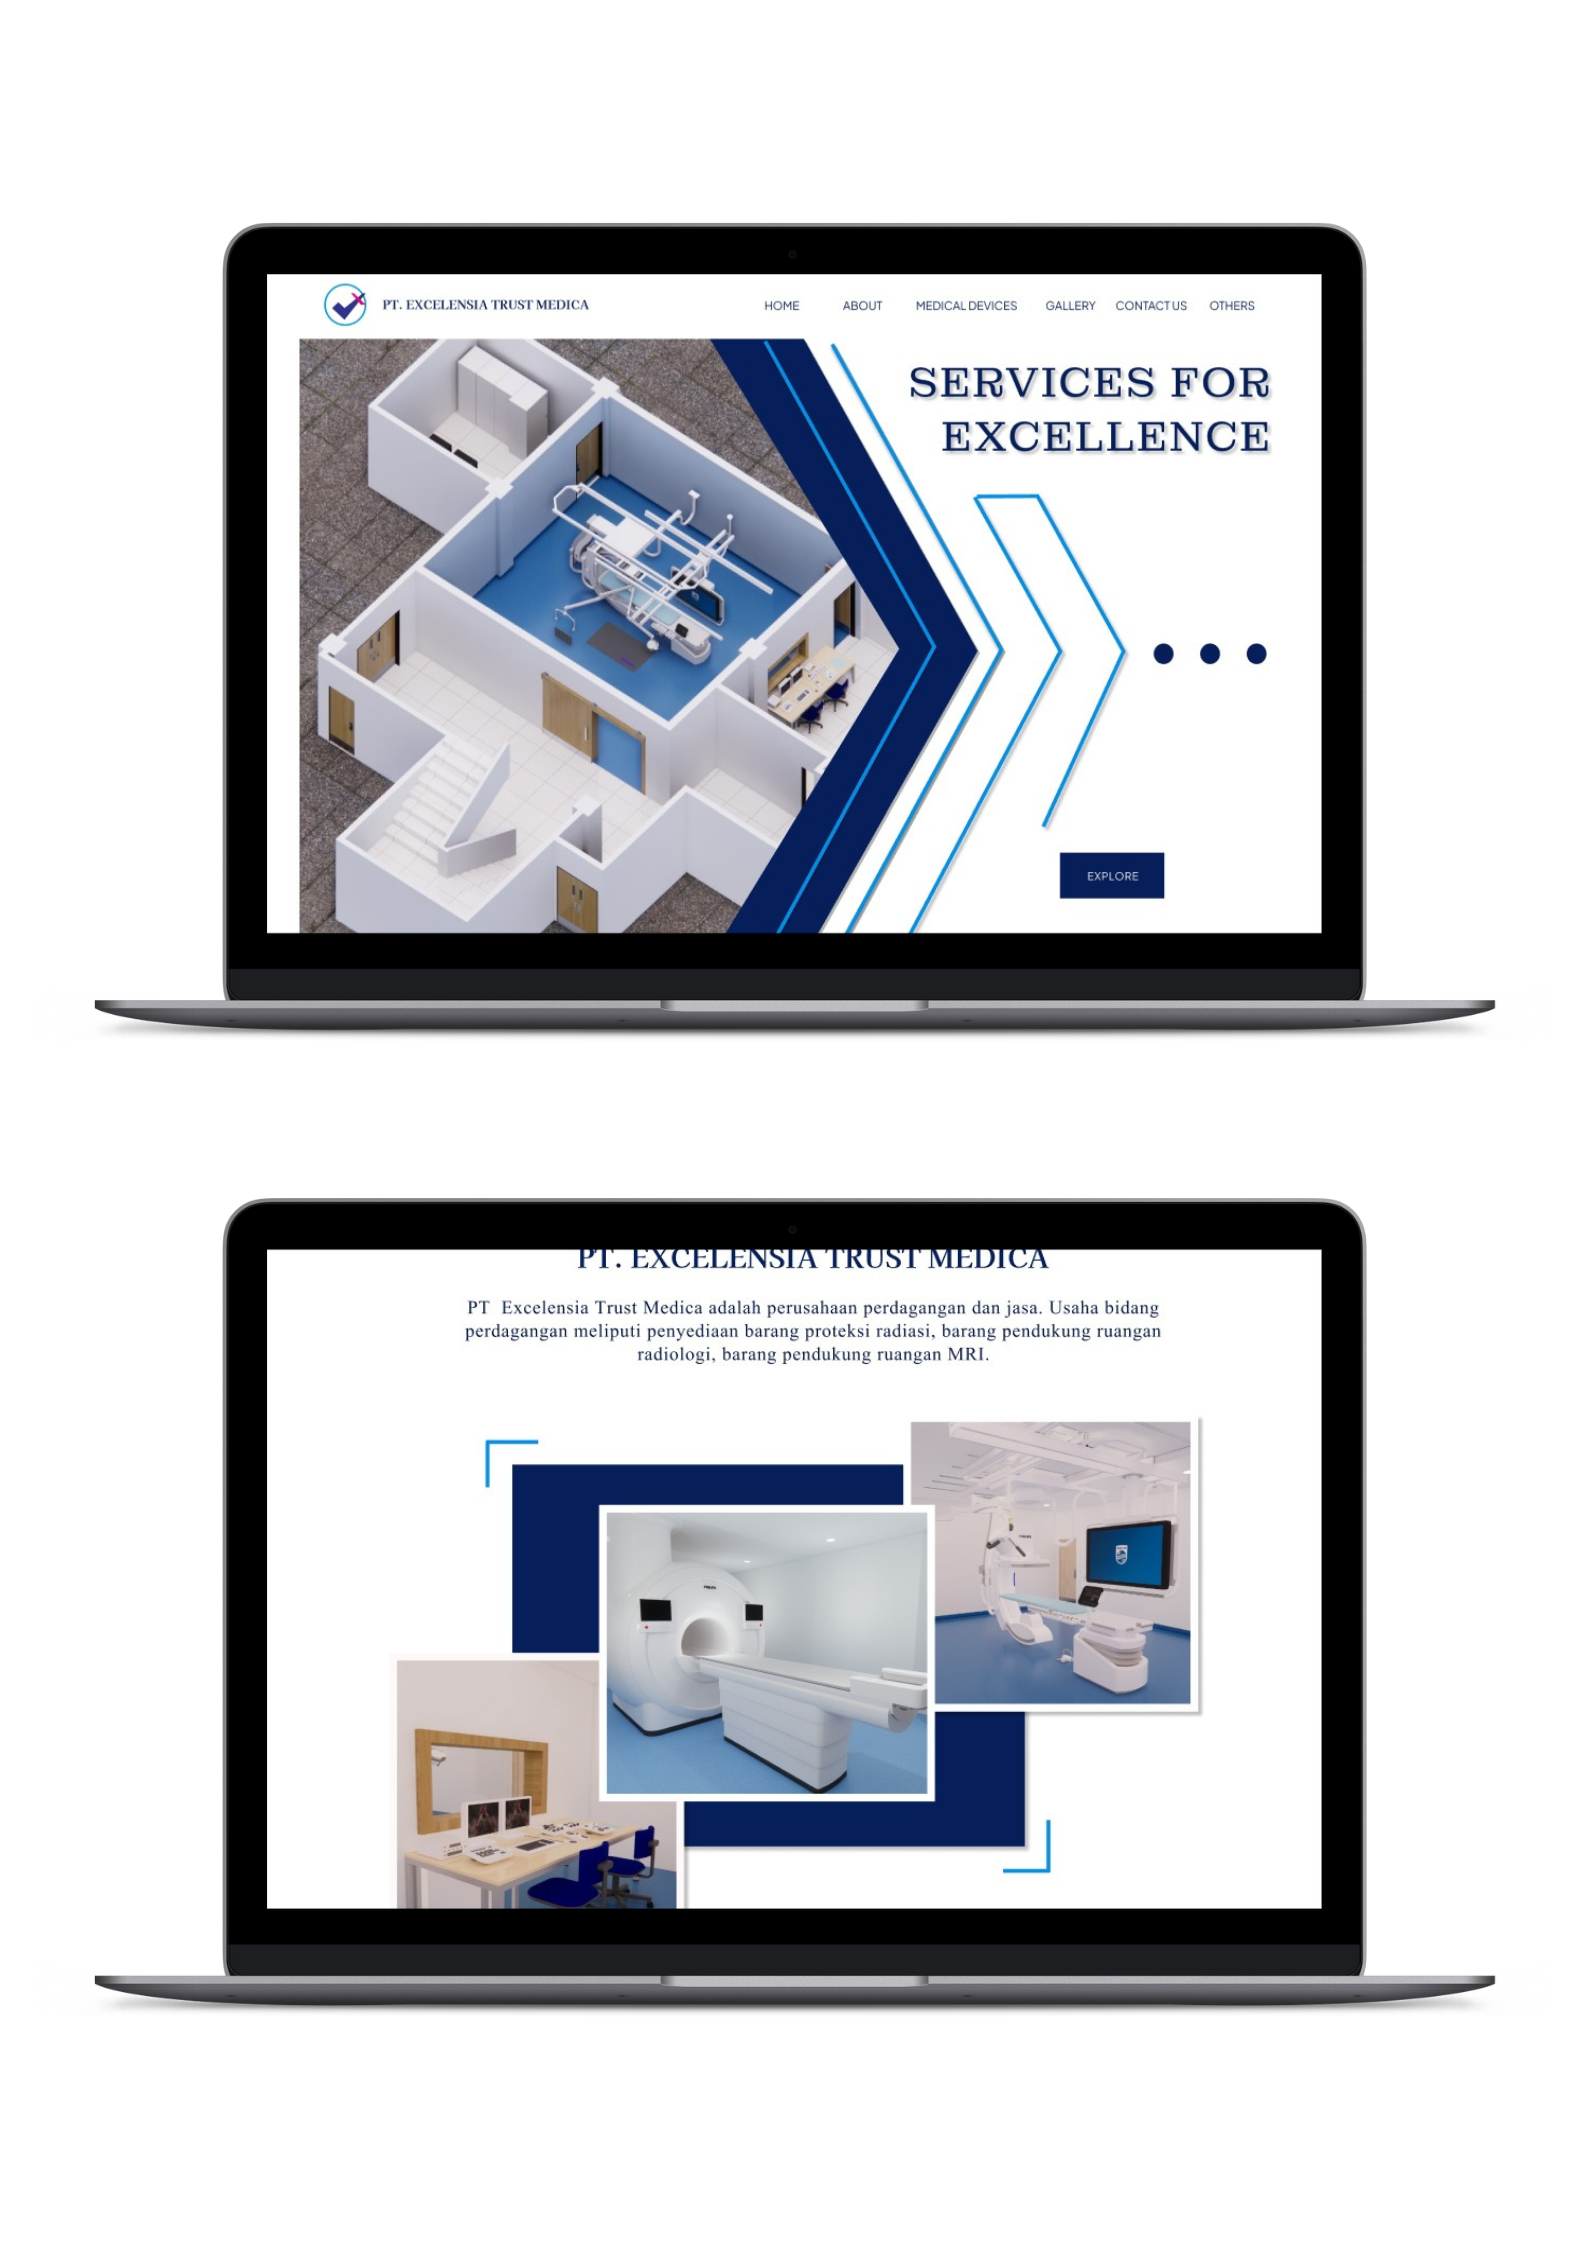 PT. EXCELENSIA TRUST MEDICA
HOME ABOUT MEDICAL DEVICES GALLERY CONTACT US OTHERS
SERVICES FOR
EXCELLENCE
EXPLORE
PT. EXCELENSIA TRUST MEDICA
PT Excelensia Trust Medica adalah perusahaan perdagangan dan jasa. Usaha bidang
perdagangan meliputi penyediaan barang proteksi radiasi, barang pendukung ruangan
radiologi, barang pendukung ruangan MRI.